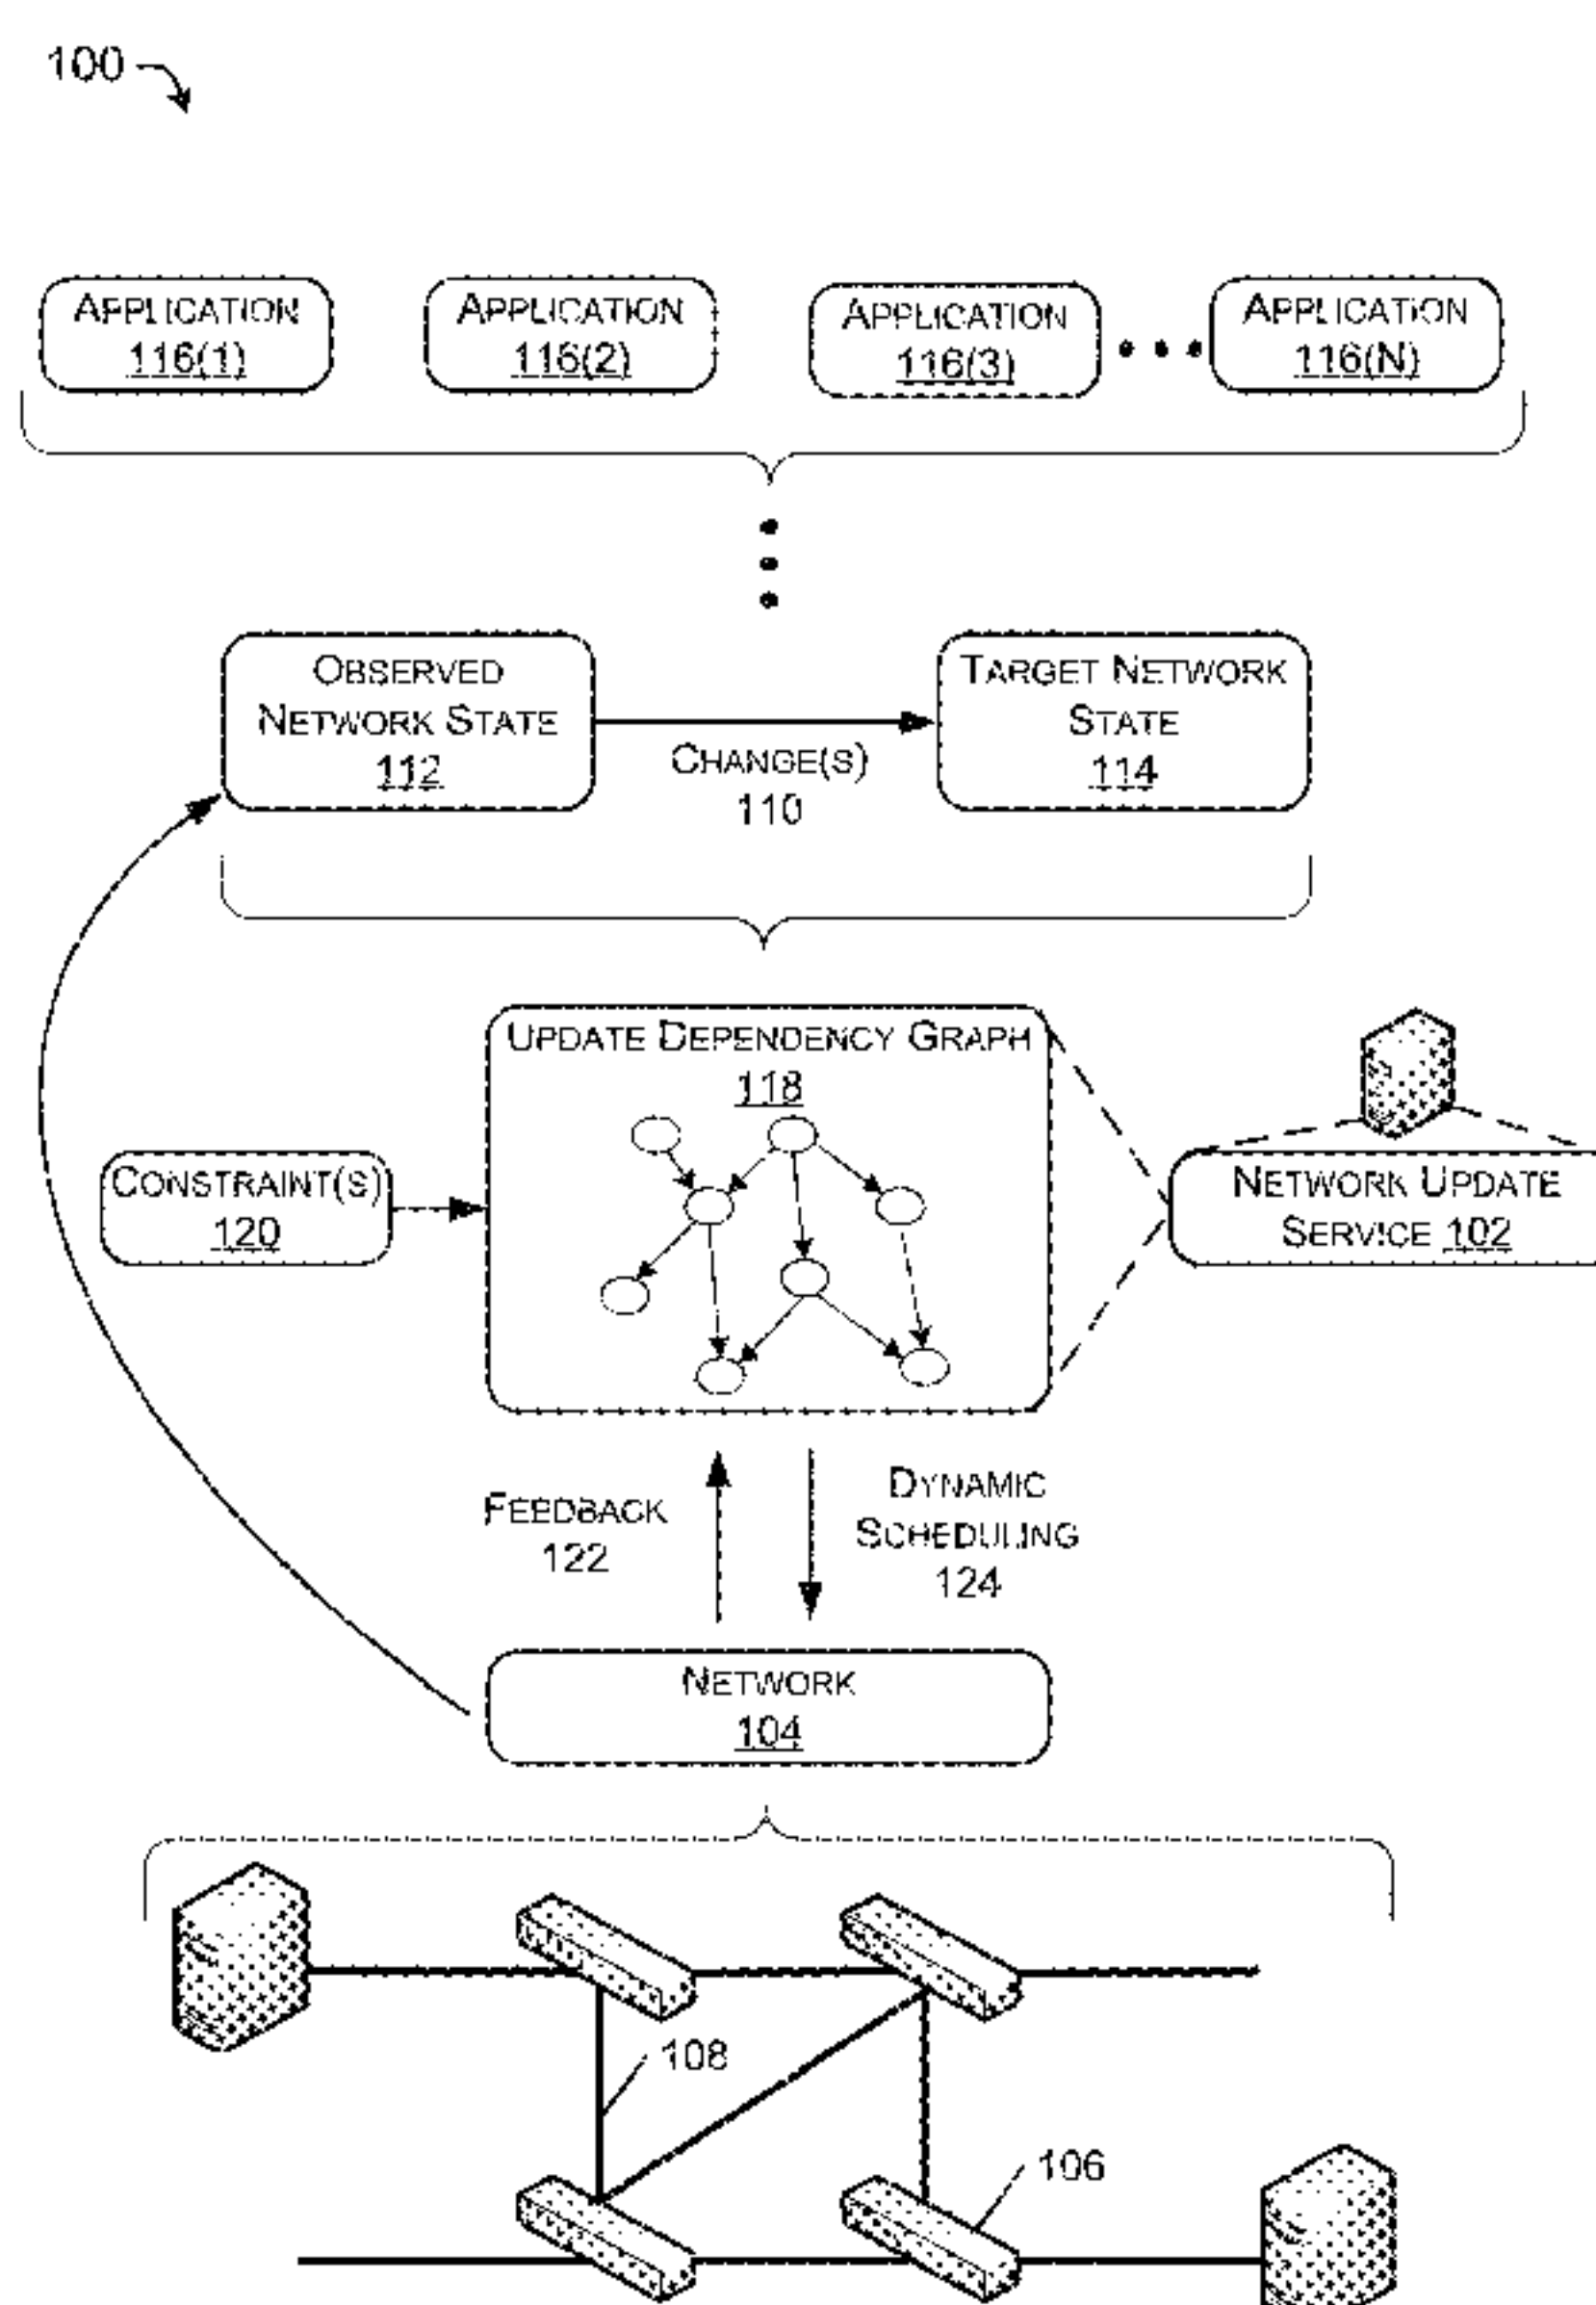 100
APPLICATION
116(1)
APPLICATION
116(2)
APPLICATION
116(3)
APPLICATION
116(N)
OBSERVED
NETWORK STATE
112
CHANGE(S)
110
TARGET NETWORK
STATE
114
UPDATE DEPENDENCY GRAPH
118
CONSTRAINT(S)
120
NETWORK UPDATE
SERVICE 102
FEEDBACK
122
DYNAMIC
SCHEDULING
124
NETWORK
104
108
106